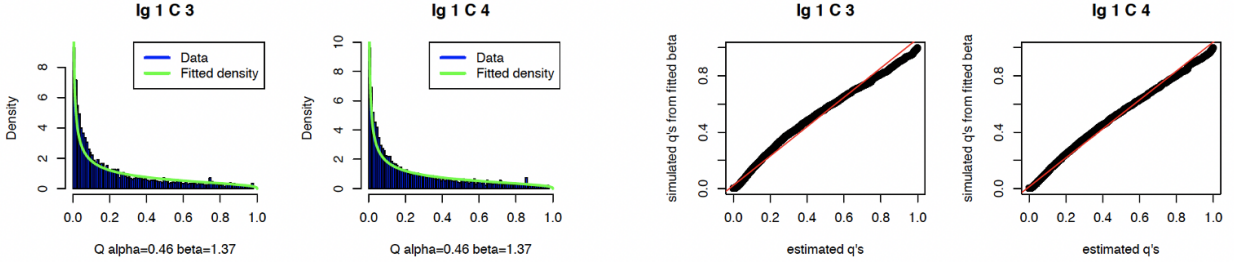 Ig 1 C 3
Density
0 2 4 6 8
Data
Fitted density
0.0 0.2 0.4 0.6 0.8 1.0
Q alpha=0.46 beta=1.37
Ig 1 C 4
Density
0 2 4 6 8 10
Data
Fitted density
0.0 0.2 0.4 0.6 0.8 1.0
Q alpha=0.46 beta=1.37
Ig 1 C 3
simulated q's from fitted beta
0.0 0.4 0.8
0.0 0.2 0.4 0.6 0.8 1.0
estimated q's
Ig 1 C 4
simulated q's from fitted beta
0.0 0.4 0.8
0.0 0.2 0.4 0.6 0.8 1.0
estimated q's